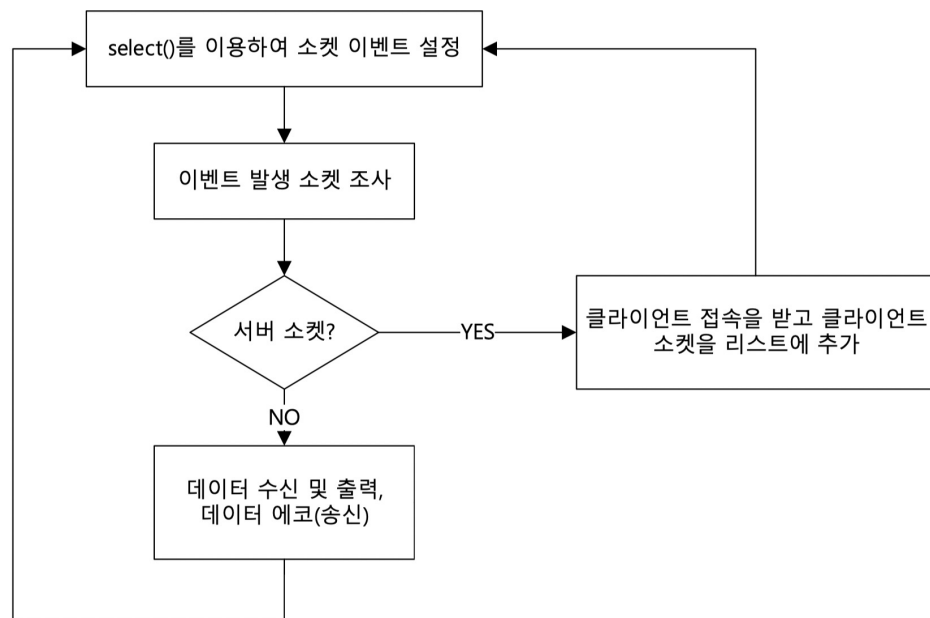 select()를 이용하여 소켓 이벤트 설정
이벤트 발생 소켓 조사
서버 소켓?
YES
클라이언트 접속을 받고 클라이언트
소켓을 리스트에 추가
NO
데이터 수신 및 출력,
데이터 에코(송신)